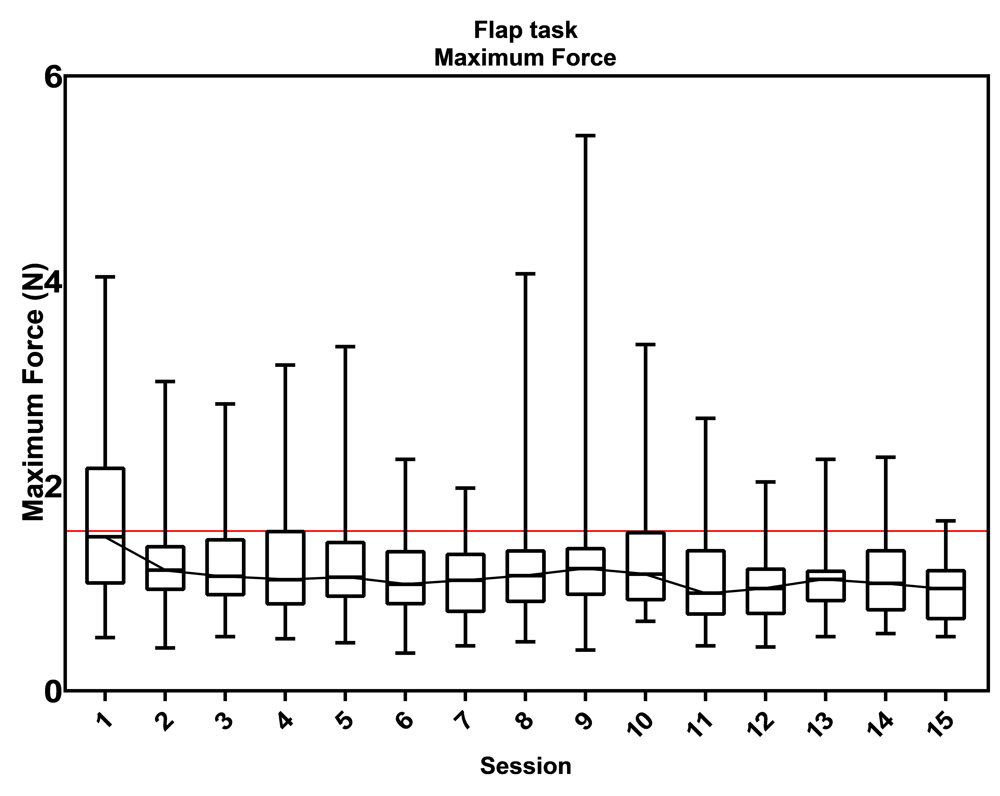 Flap task
Maximum Force
Maximum Force (N)
6
4
2
0
1 2 3 4 5 6 7 8 9 10 11 12 13 14 15
Session